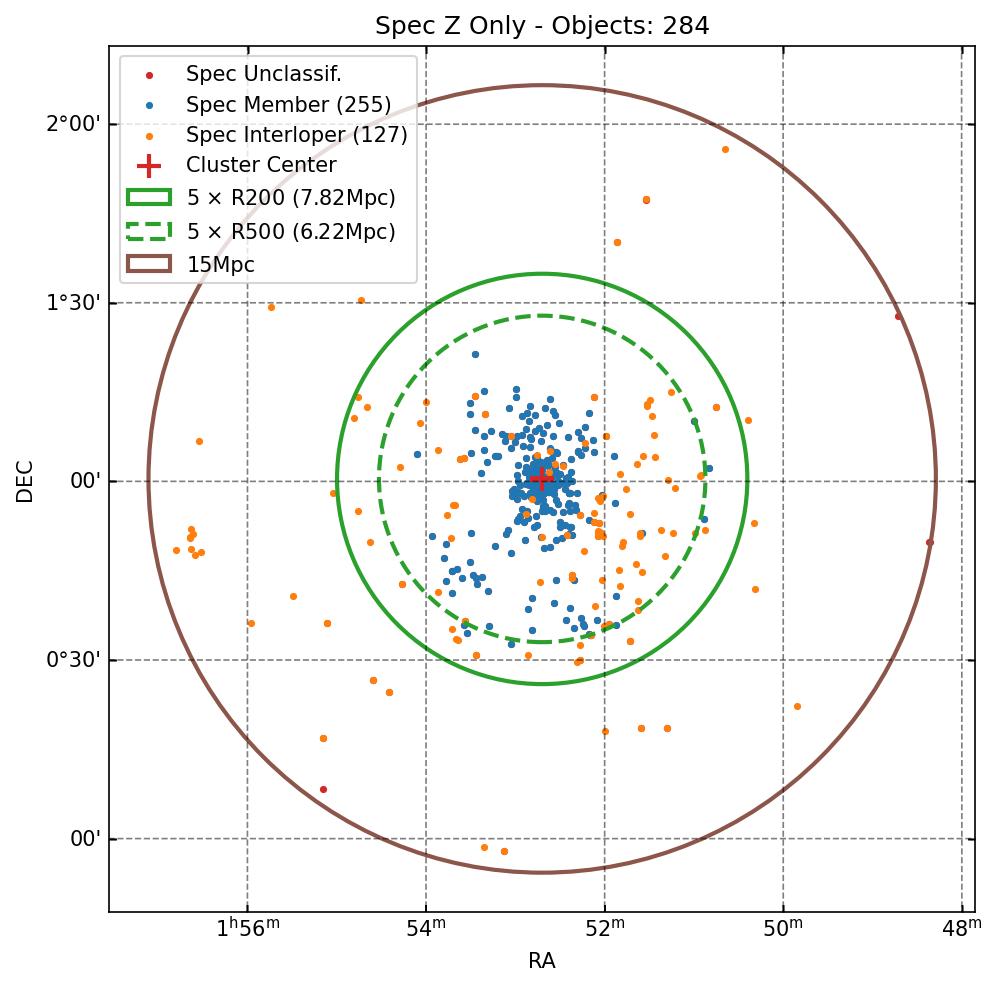 Spec Z Only - Objects: 284
Spec Unclassif.
Spec Member (255)
Spec Interloper (127)
Cluster Center
5 × R200 (7.82Mpc)
5 × R500 (6.22Mpc)
15Mpc
2°00'
1°30'
00'
0°30'
00'
DEC
1ʰ56ᵐ
54ᵐ
52ᵐ
50ᵐ
48ᵐ
RA